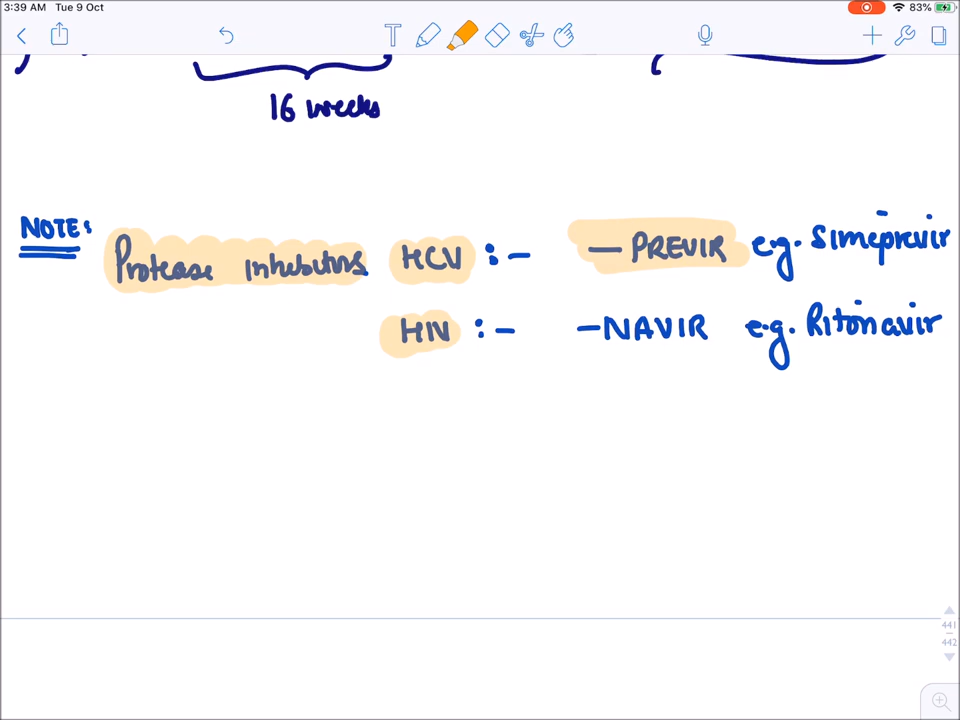 3:39 AM Tue 9 Oct 83%
T
16 weeks
NOTE:
Protease inhibitors HCV :- - PREVIR e.g. Simeprevir
HIV :- - NAVIR e.g. Ritonavir
441
442